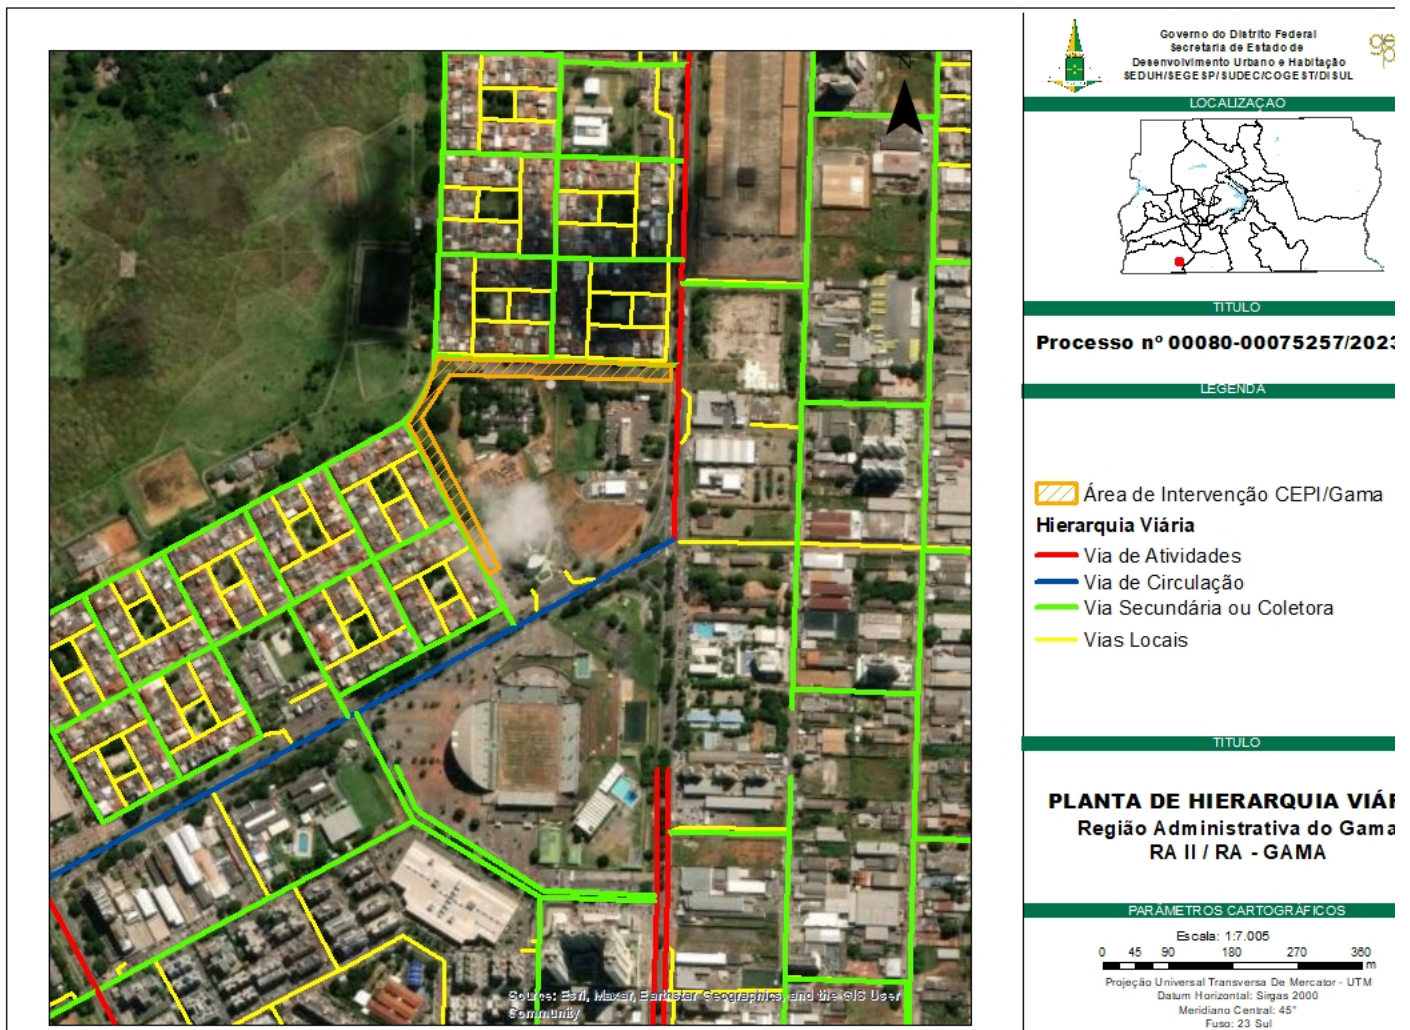 N
Source: Esri, Maxar, Earthstar Geographics, and the GIS User
Community
Governo do Distrito Federal
Secretaria de Estado de
Desenvolvimento Urbano e Habitação
SEDUH/SEGESP/SUDEC/COGEST/DISUL
LOCALIZAÇAO
TITULO
Processo nº 00080-00075257/2023
LEGENDA
Área de Intervenção CEPI/Gama
Hierarquia Viária
Via de Atividades
Via de Circulação
Via Secundária ou Coletora
Vias Locais
TITULO
PLANTA DE HIERARQUIA VIÁR
Região Administrativa do Gama
RA II / RA - GAMA
PARÂMETROS CARTOGRÁFICOS
Escala: 1:7.005
0 45 90 180 270 360
m
Projeção Universal Transversa De Mercator - UTM
Datum Horizontal: Sirgas 2000
Meridiano Central: 45°
Fuso: 23 Sul